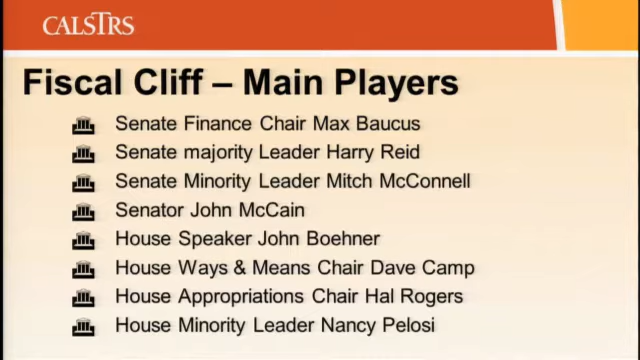 CALSTRS
Fiscal Cliff – Main Players
Senate Finance Chair Max Baucus
Senate majority Leader Harry Reid
Senate Minority Leader Mitch McConnell
Senator John McCain
House Speaker John Boehner
House Ways & Means Chair Dave Camp
House Appropriations Chair Hal Rogers
House Minority Leader Nancy Pelosi